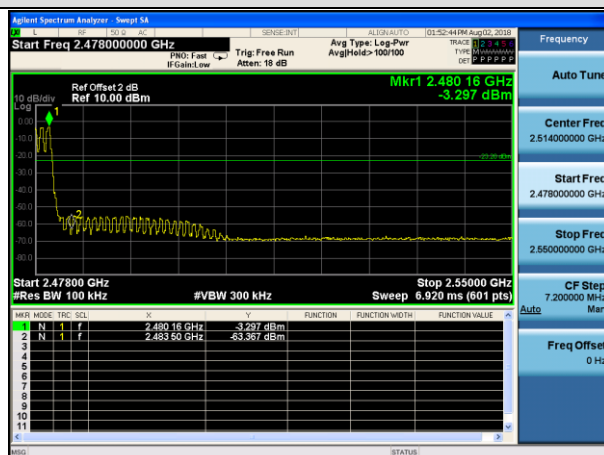 Agilent Spectrum Analyzer - Swept SA
L RF 50 Ω AC SENSE:INT ALIGN AUTO 01:52:44 PM Aug 02, 2018
Start Freq 2.478000000 GHz
PNO: Fast
IFGain:Low
Trig: Free Run
Atten: 18 dB
Avg Type: Log-Pwr
Avg|Hold:>100/100
TRACE 1 2 3 4 5 6
TYPE
DET P P P P P P
Mkr1 2.480 16 GHz
-3.297 dBm
Ref Offset 2 dB
Ref 10.00 dBm
10 dB/div
Log
1
0.00
-10.0
-20.0
-23.20 dBm
-30.0
-40.0
-50.0
2
-60.0
-70.0
-80.0
Start 2.47800 GHz
Stop 2.55000 GHz
#Res BW 100 kHz
#VBW 300 kHz
Sweep 6.920 ms (601 pts)
MKR MODE TRC SCL X Y FUNCTION FUNCTION WIDTH FUNCTION VALUE
1 N 1 f 2.480 16 GHz -3.297 dBm
2 N 1 f 2.483 50 GHz -63.367 dBm
3
4
5
6
7
8
9
10
11
MSG
STATUS
Frequency
Auto Tune
Center Freq
2.514000000 GHz
Start Freq
2.478000000 GHz
Stop Freq
2.550000000 GHz
CF Step
7.200000 MHz
Auto Man
Freq Offset
0 Hz